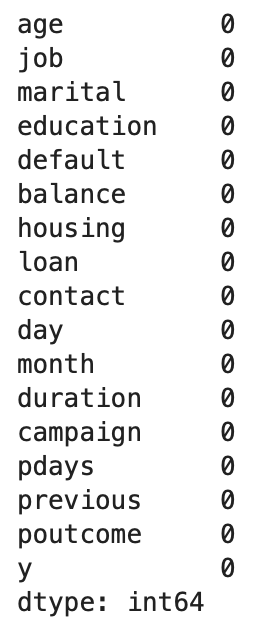 age 0
job 0
marital 0
education 0
default 0
balance 0
housing 0
loan 0
contact 0
day 0
month 0
duration 0
campaign 0
pdays 0
previous 0
poutcome 0
y 0
dtype: int64